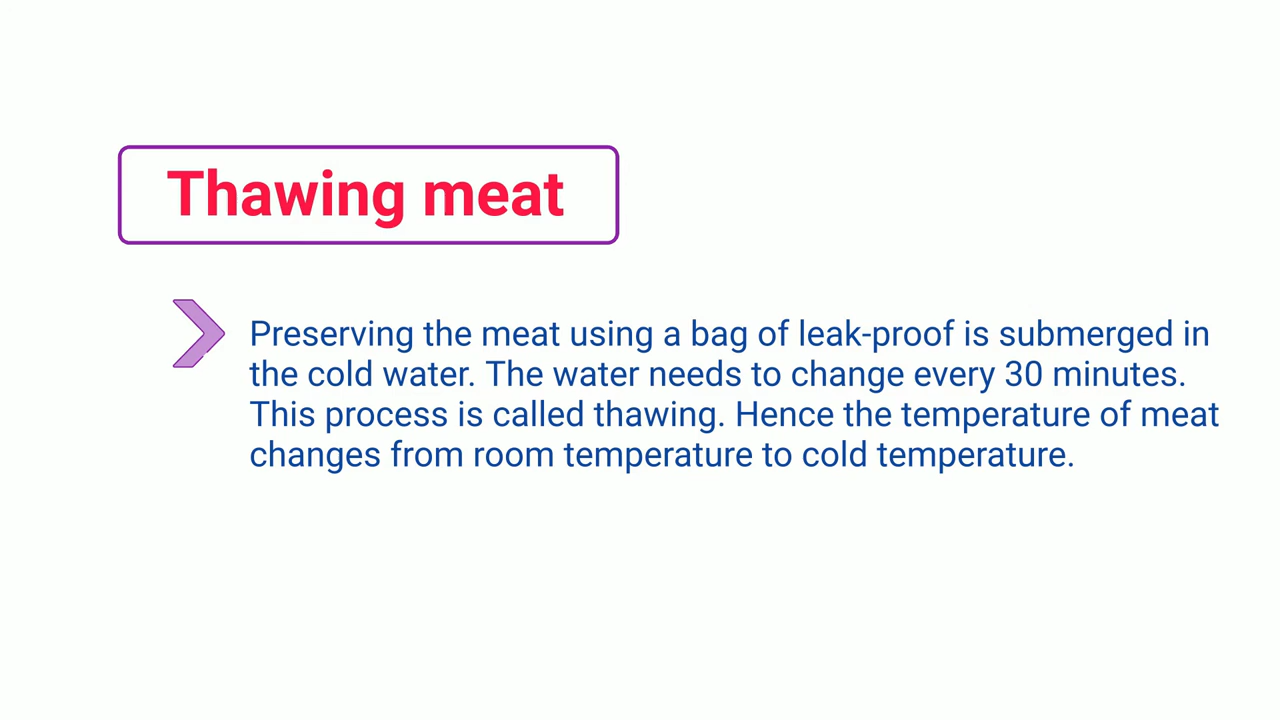 Thawing meat
Preserving the meat using a bag of leak-proof is submerged in
the cold water. The water needs to change every 30 minutes.
This process is called thawing. Hence the temperature of meat
changes from room temperature to cold temperature.